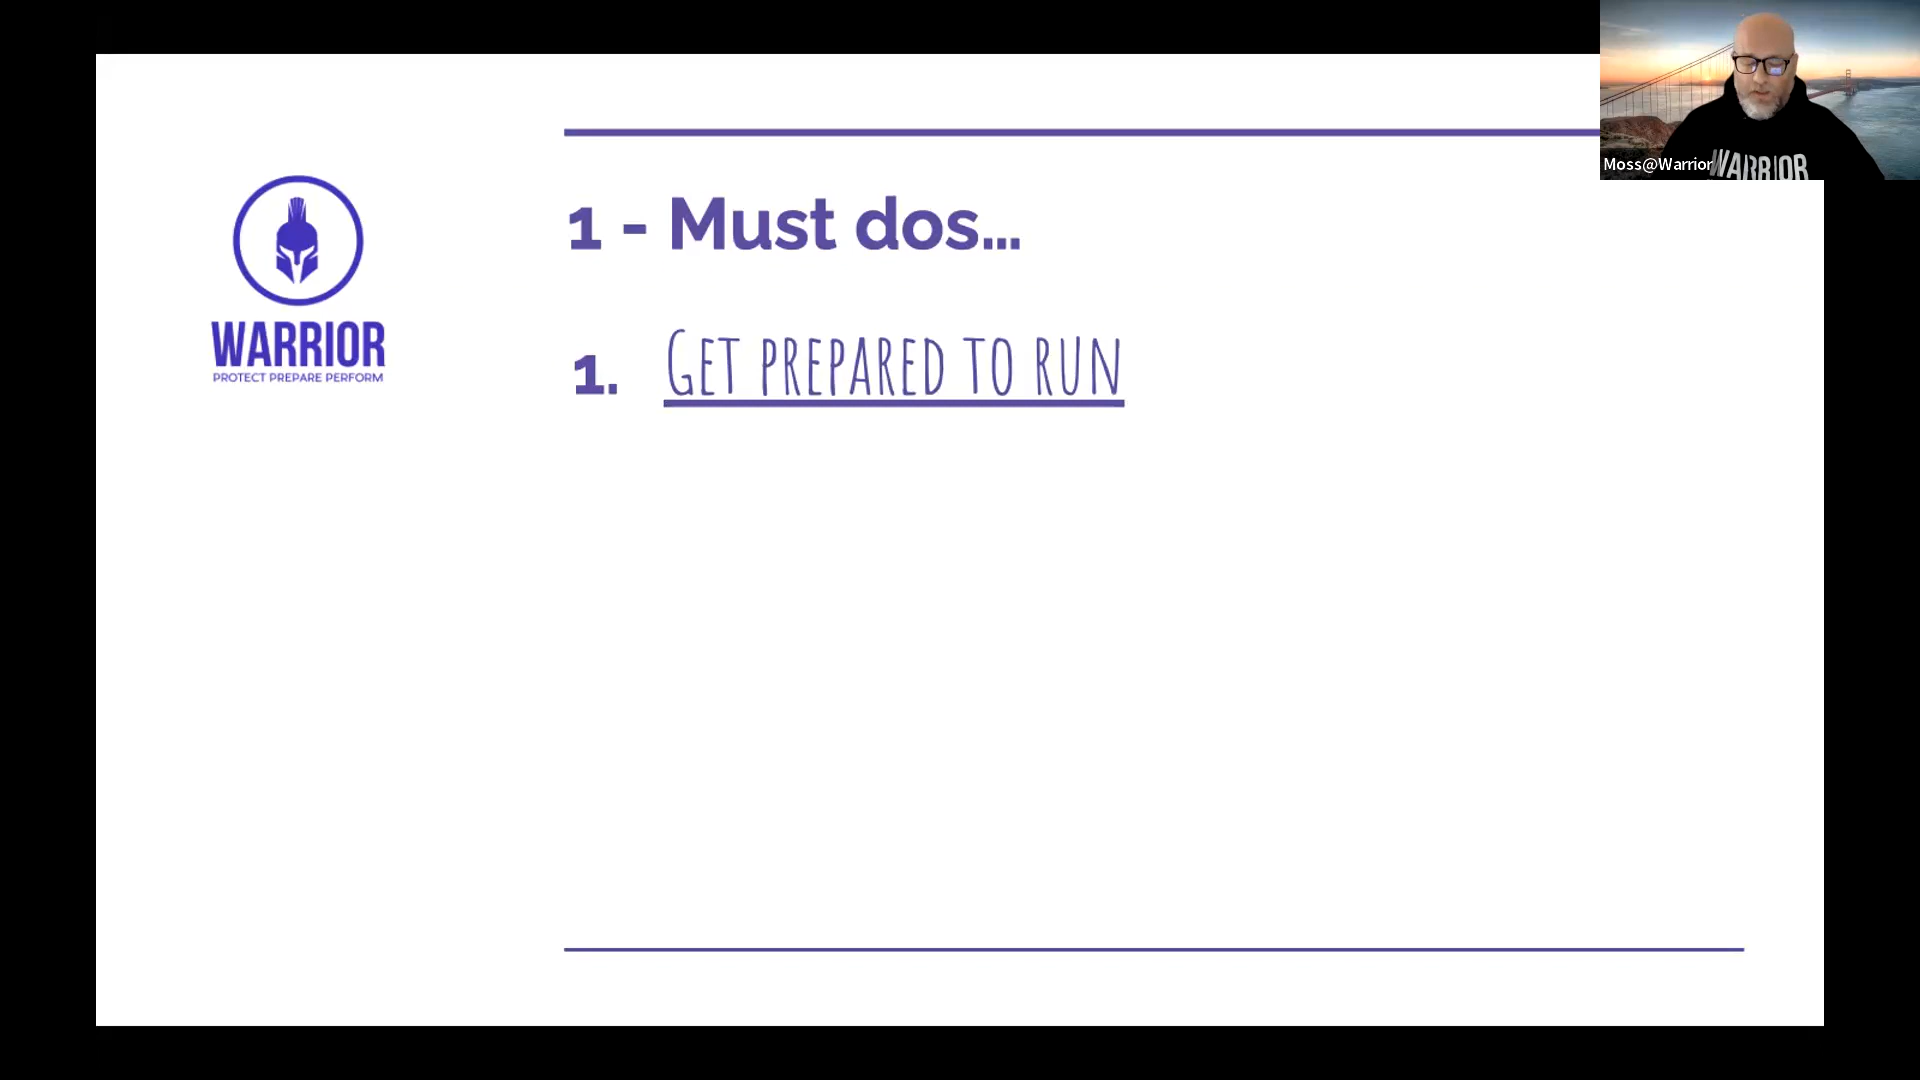 1 - Must dos...
WARRIOR
PROTECT PREPARE PERFORM
1. GET PREPARED TO RUN
Moss@Warrior
WARRIOR